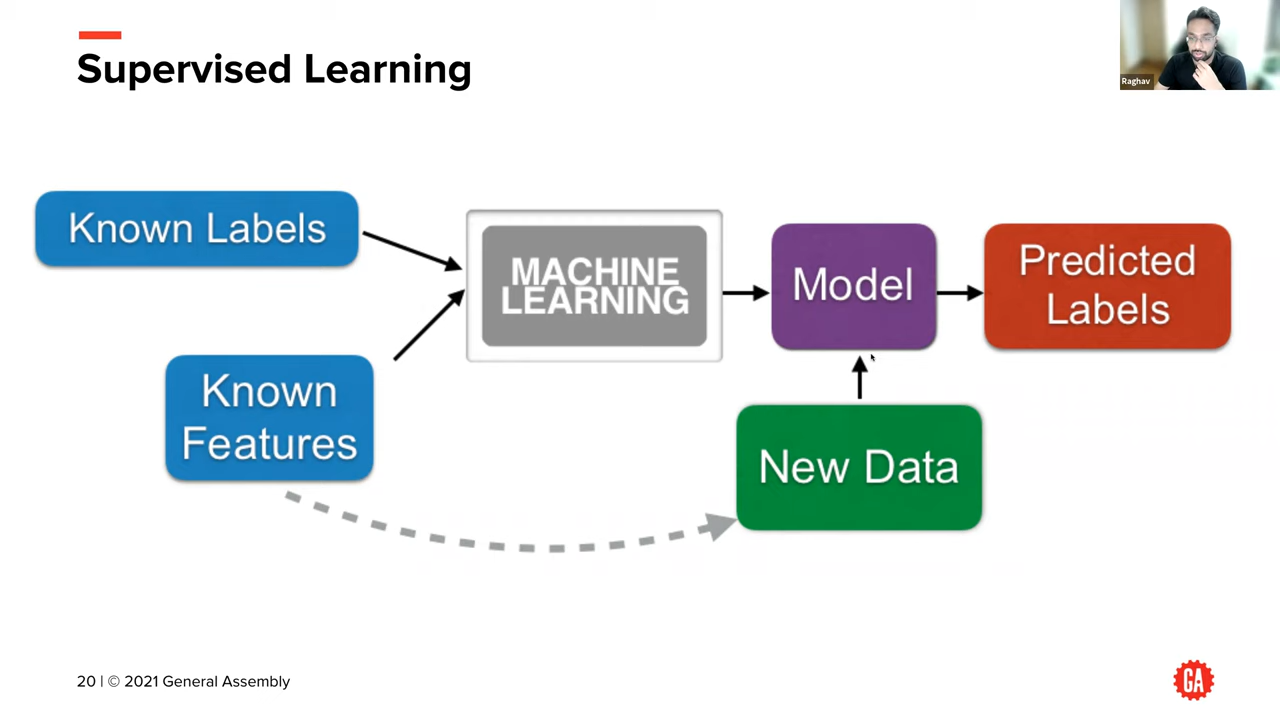 Supervised Learning
Raghav
Known Labels
MACHINE
LEARNING
Model
Predicted
Labels
Known
Features
New Data
20 | © 2021 General Assembly
GA